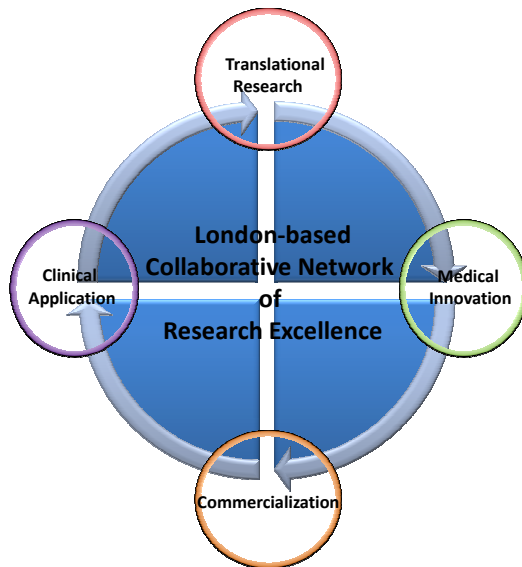 Translational
Research
London-based
Collaborative Network
of
Research Excellence
Clinical
Application
Medical
Innovation
Commercialization